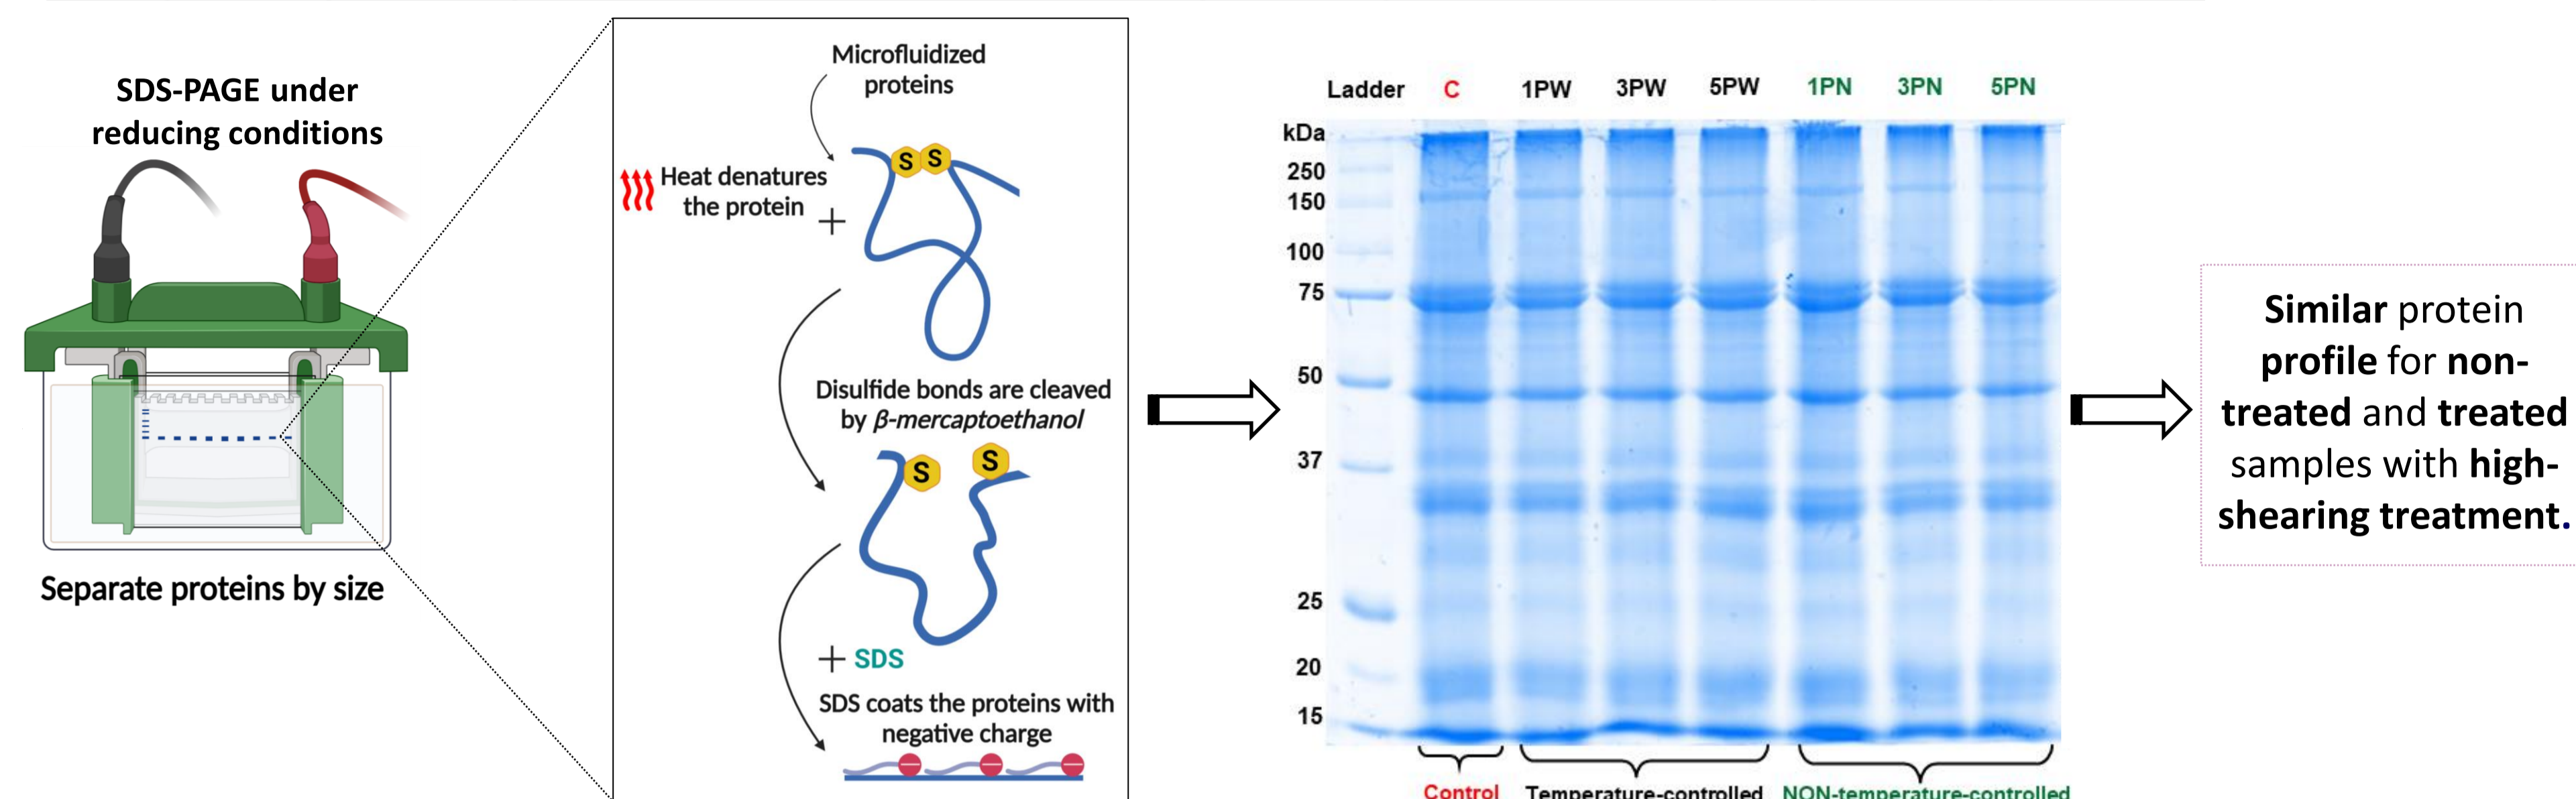 SDS-PAGE under
reducing conditions
Separate proteins by size
Microfluidized
proteins
S S
Heat denatures
the protein
+
Disulfide bonds are cleaved
by β-mercaptoethanol
S S
+ SDS
SDS coats the proteins with
negative charge
Ladder C 1PW 3PW 5PW 1PN 3PN 5PN
kDa
250
150
100
75
50
37
25
20
15
Control Temperature-controlled NON-temperature-controlled
Similar protein
profile for non-
treated and treated
samples with high-
shearing treatment.